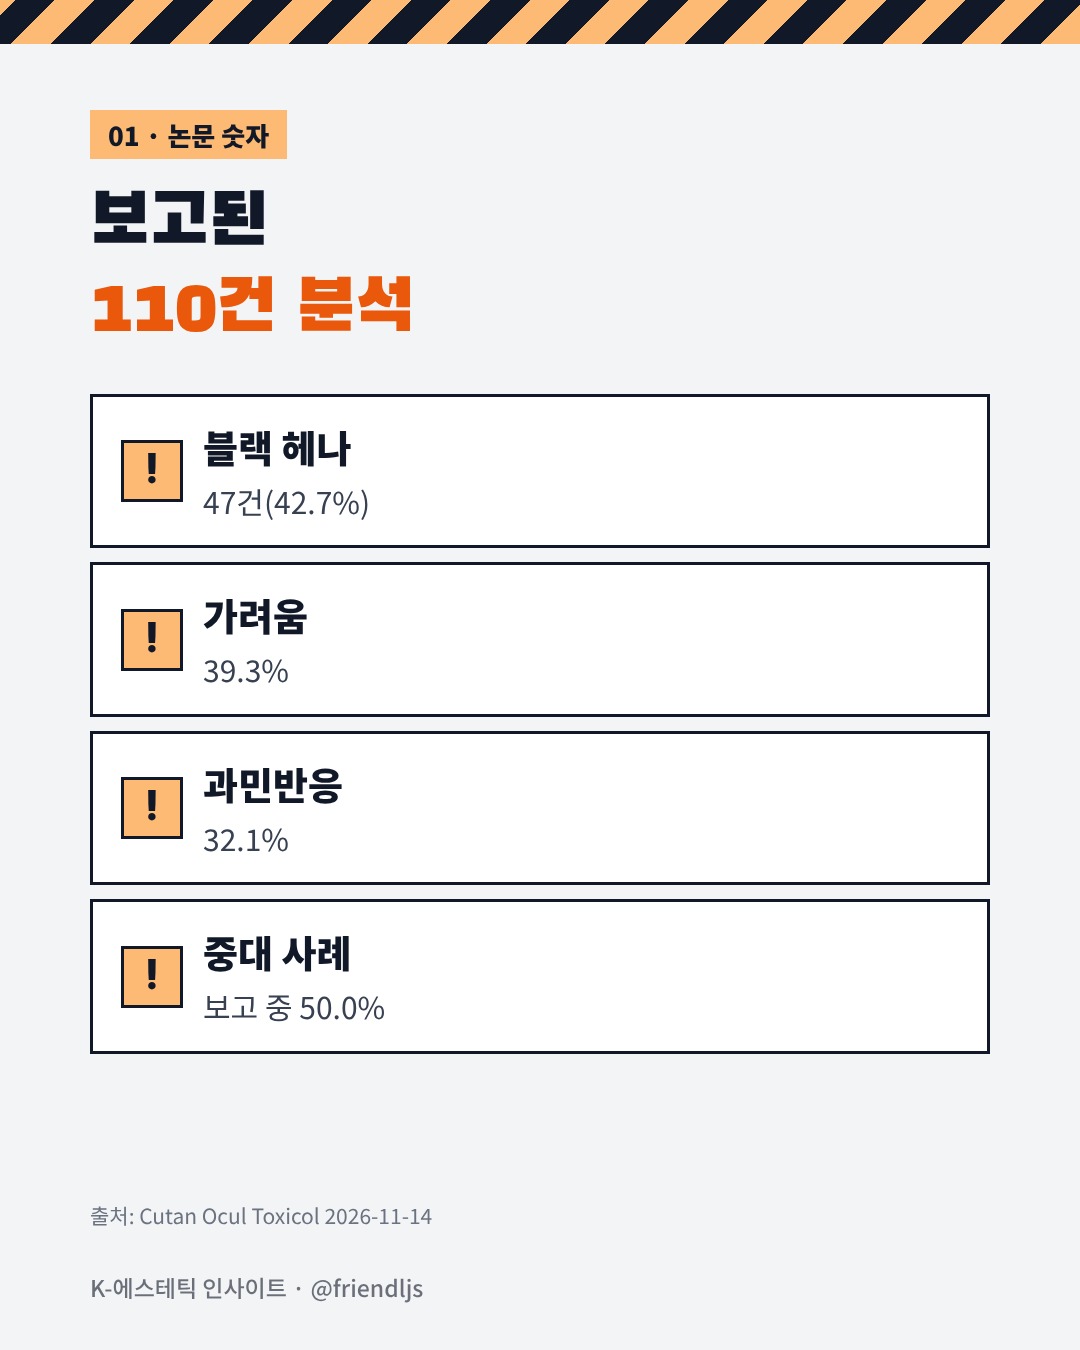 01 · 논문 숫자
보고된
110건 분석
!
블랙 헤나
47건(42.7%)
!
가려움
39.3%
!
과민반응
32.1%
!
중대 사례
보고 중 50.0%
출처: Cutan Ocul Toxicol 2026-11-14
K-에스테틱 인사이트 · @friendljs